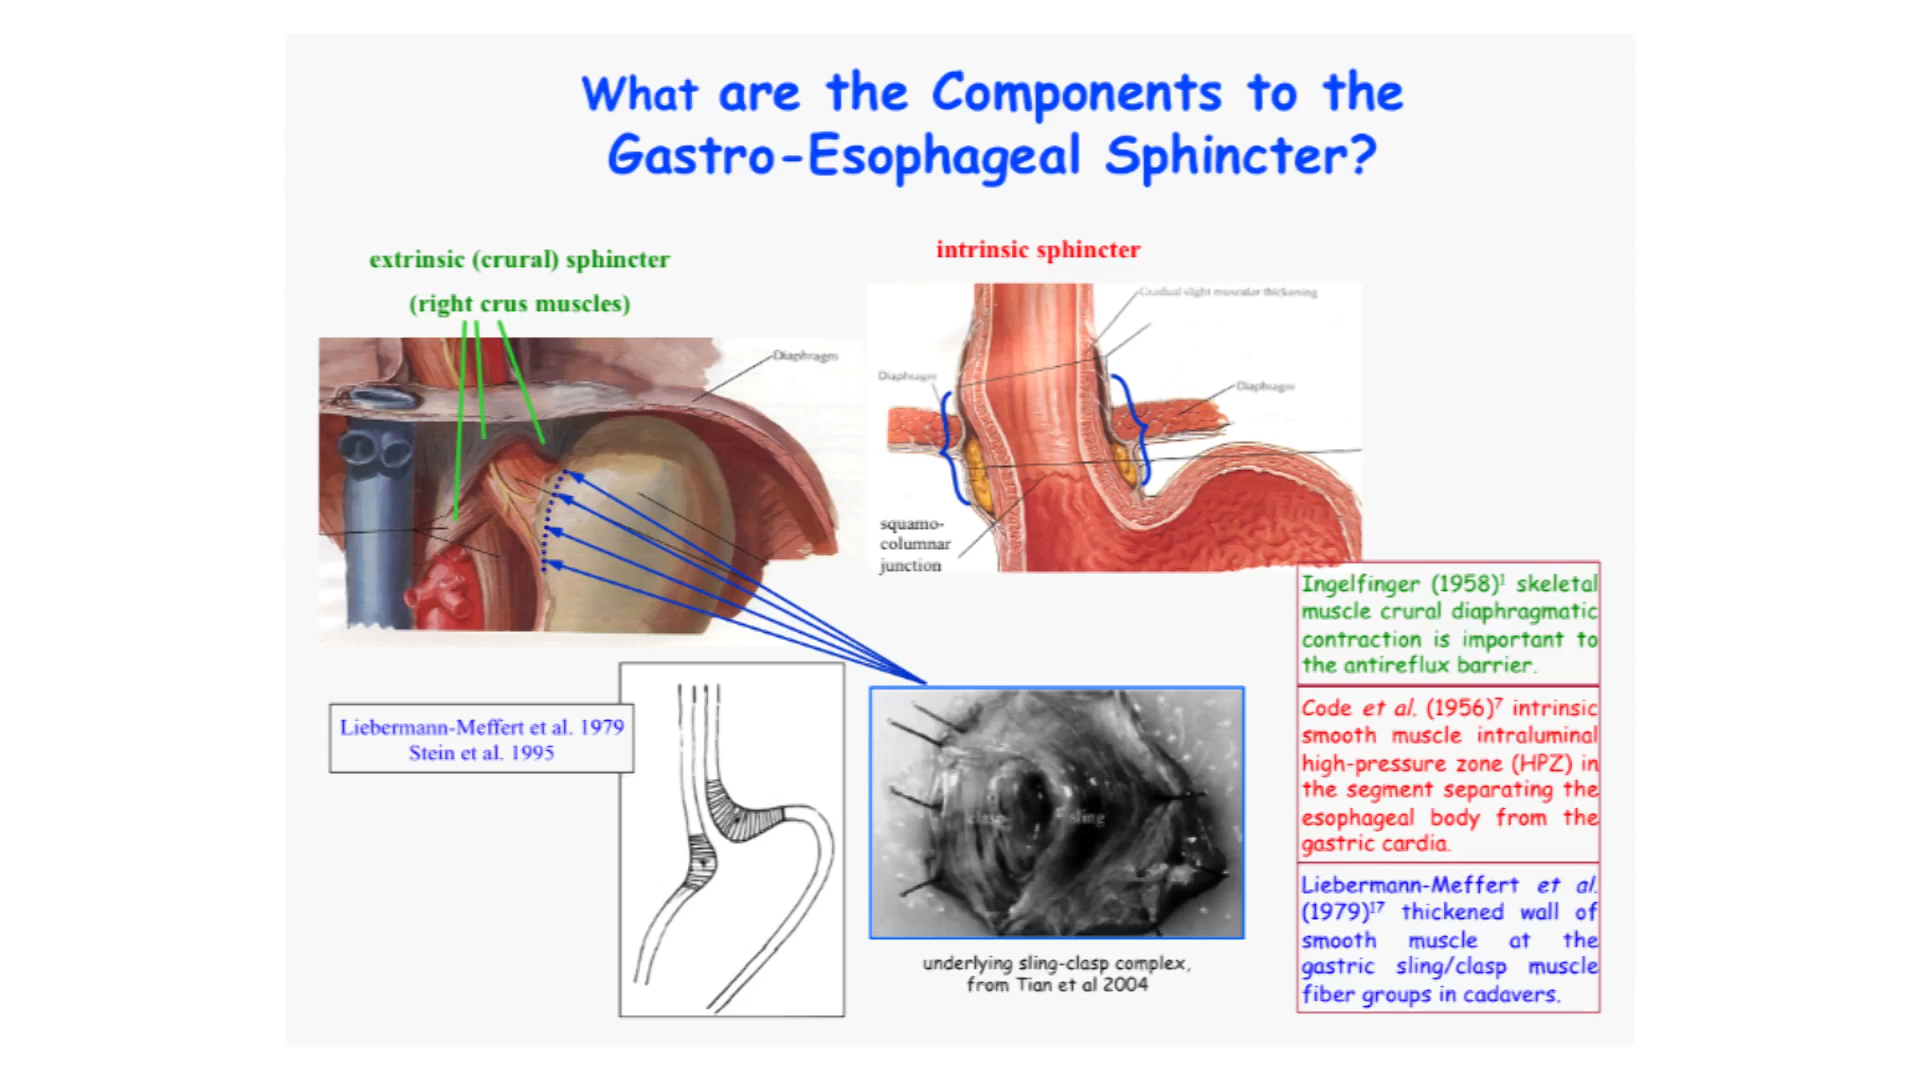 What are the Components to the
Gastro-Esophageal Sphincter?
extrinsic (crural) sphincter
(right crus muscles)
Diaphragm
intrinsic sphincter
Gradual slight muscular thickening
Diaphragm
Diaphragm
squamo-
columnar
junction
Liebermann-Meffert et al. 1979
Stein et al. 1995
clasp
sling
underlying sling-clasp complex,
from Tian et al 2004
Ingelfinger (1958)¹ skeletal
muscle crural diaphragmatic
contraction is important to
the antireflux barrier.
Code et al. (1956)⁷ intrinsic
smooth muscle intraluminal
high-pressure zone (HPZ) in
the segment separating the
esophageal body from the
gastric cardia.
Liebermann-Meffert et al.
(1979)¹⁷ thickened wall of
smooth muscle at the
gastric sling/clasp muscle
fiber groups in cadavers.